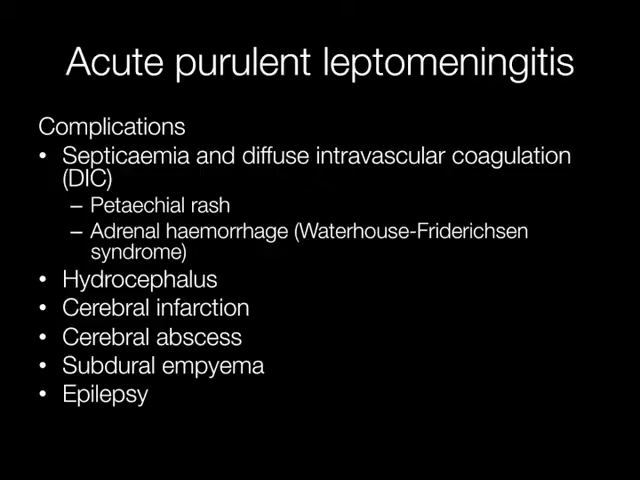 Acute purulent leptomeningitis
Complications
• Septicaemia and diffuse intravascular coagulation
(DIC)
– Petaechial rash
– Adrenal haemorrhage (Waterhouse-Friderichsen
syndrome)
• Hydrocephalus
• Cerebral infarction
• Cerebral abscess
• Subdural empyema
• Epilepsy